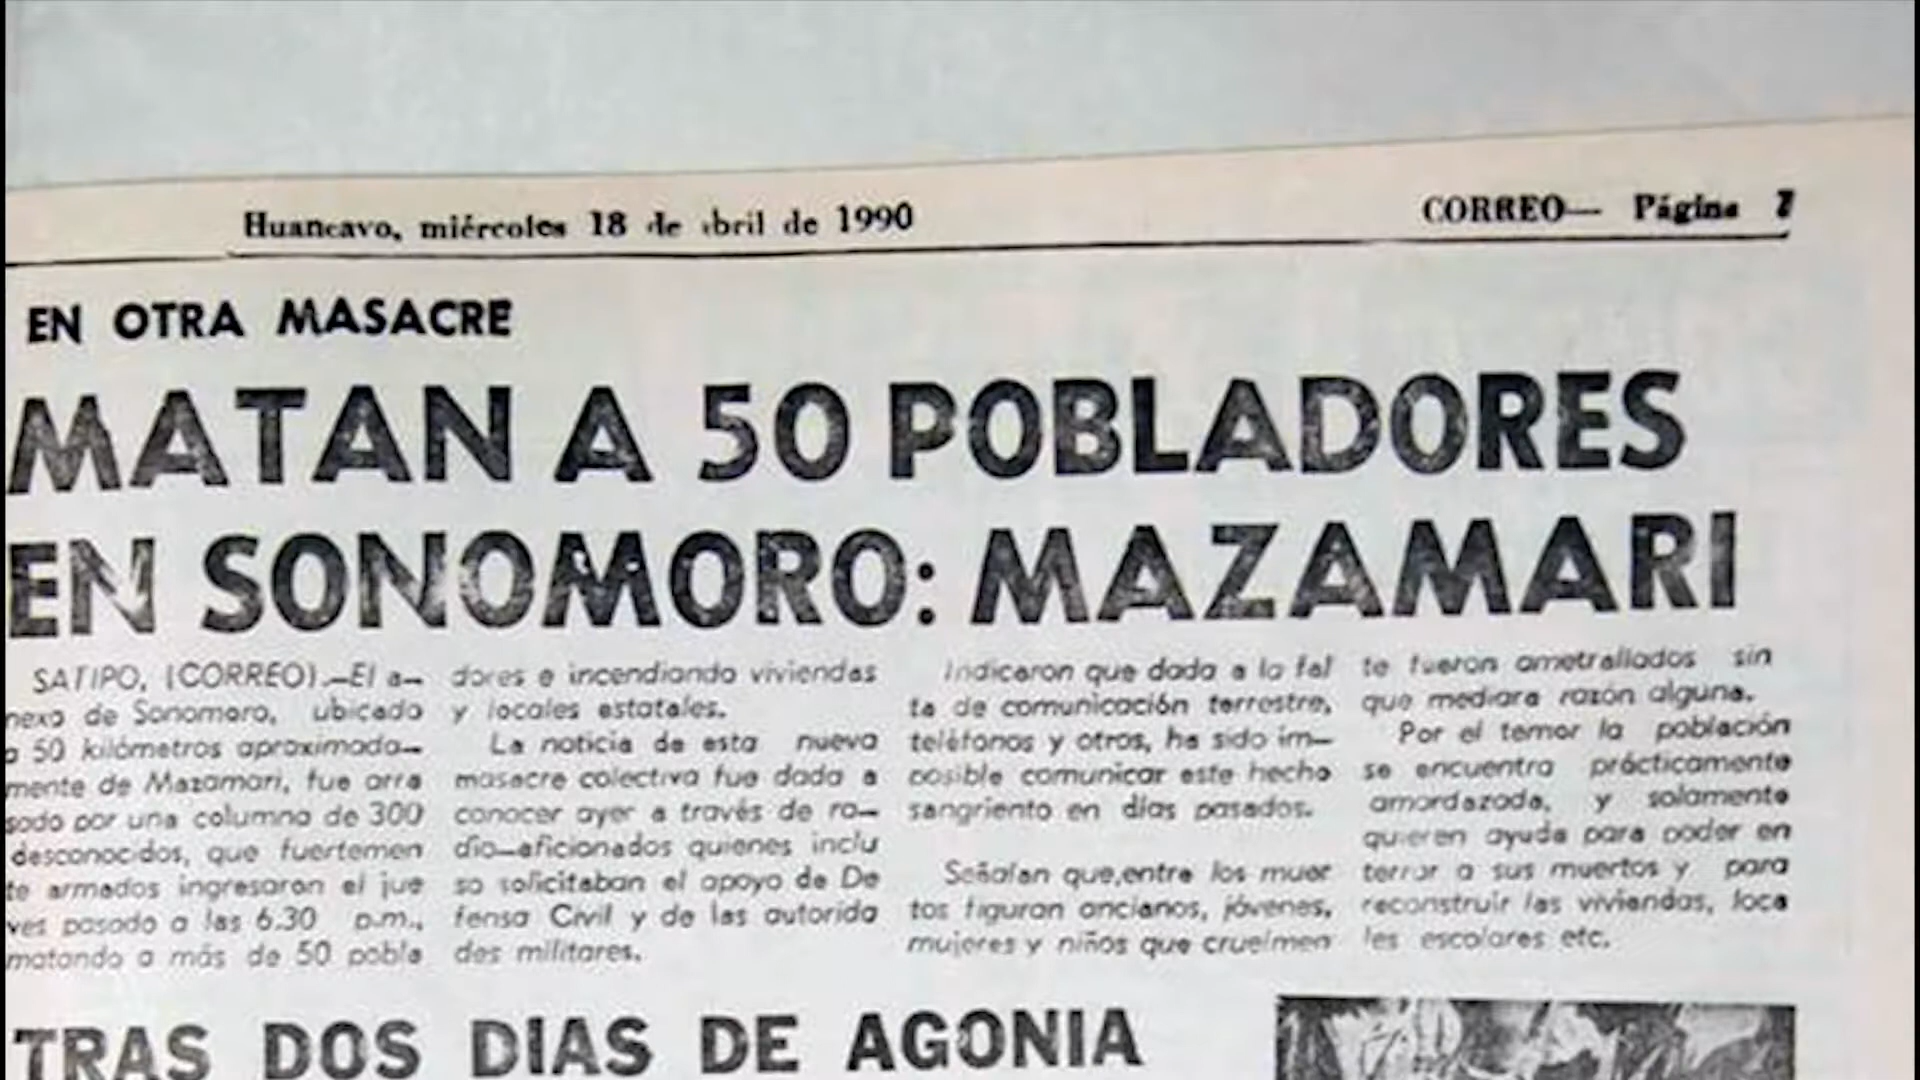 Huancayo, miércoles 18 de abril de 1990
CORREO— Página 7
EN OTRA MASACRE
MATAN A 50 POBLADORES
EN SONOMORO: MAZAMARI
SATIPO, (CORREO).—El a-
nexo de Sonomoro, ubicado
a 50 kilómetros aproximada-
mente de Mazamari, fue arra
sado por una columna de 300
desconocidos, que fuertemen
te armados ingresaron el jue
ves pasado a las 6.30 p.m.,
matando a más de 50 pobla
dores e incendiando viviendas
y locales estatales.
La noticia de esta nueva
masacre colectiva fue dada a
conocer ayer a través de ra-
dio-aficionados quienes inclu
so solicitaban el apoyo de De
fensa Civil y de las autorida
des militares.
Indicaron que dada a la fal
ta de comunicación terrestre,
teléfonos y otros, ha sido im-
posible comunicar este hecho
sangriento en días pasados.
Señalan que,entre los muer
tos figuran ancianos, jóvenes,
mujeres y niños que cruelmen
te fueron ametrallados sin
que mediara razón alguna.
Por el temor la población
se encuentra prácticamente
amordazada, y solamente
quieren ayuda para poder en
terrar a sus muertos y para
reconstruir las viviendas, loca
les escolares etc.
TRAS DOS DIAS DE AGONIA